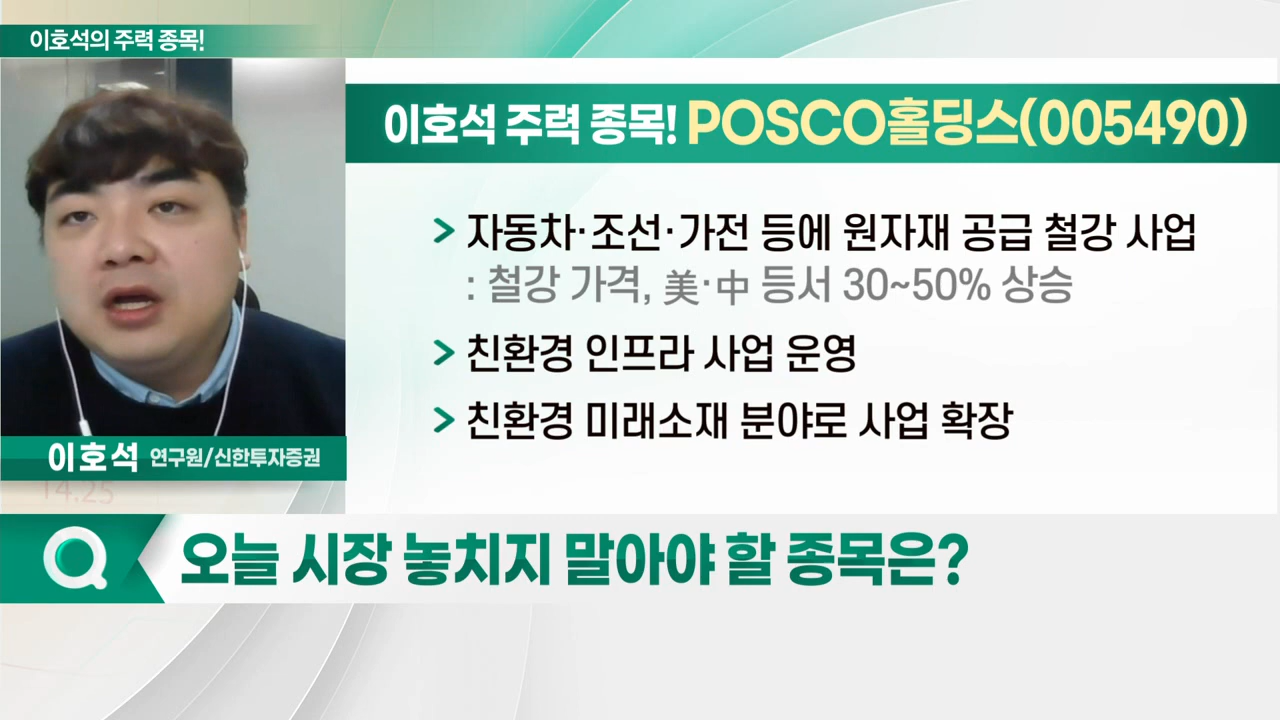 이호석의 주력 종목!
이호석 주력 종목! POSCO홀딩스(005490)
> 자동차·조선·가전 등에 원자재 공급 철강 사업
: 철강 가격, 美·中 등서 30~50% 상승
> 친환경 인프라 사업 운영
> 친환경 미래소재 분야로 사업 확장
이호석 연구원/신한투자증권
14.25
Q 오늘 시장 놓치지 말아야 할 종목은?